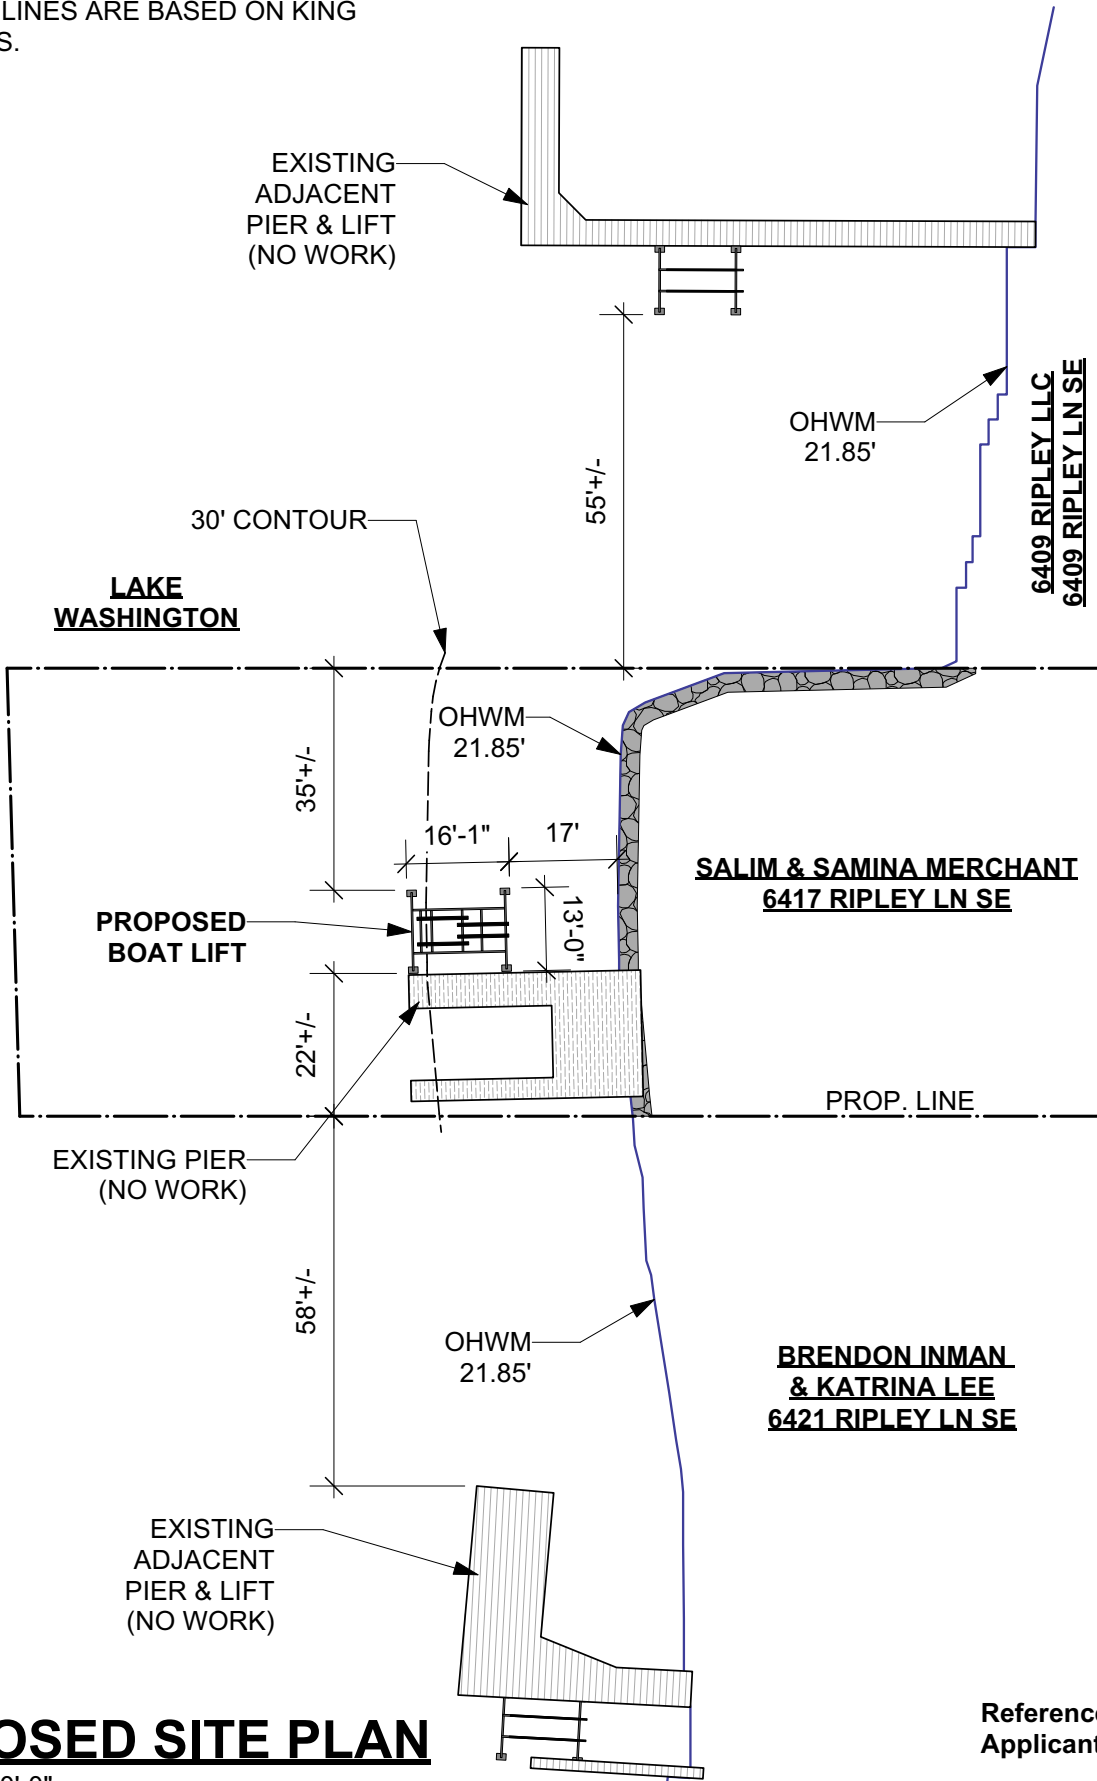 LINES ARE BASED ON KING
S.
EXISTING
ADJACENT
PIER & LIFT
(NO WORK)
55'+/-
OHWM
21.85'
6409 RIPLEY LLC
6409 RIPLEY LN SE
30' CONTOUR
LAKE
WASHINGTON
OHWM
21.85'
35'+/-
16'-1"
17'
SALIM & SAMINA MERCHANT
6417 RIPLEY LN SE
PROPOSED
BOAT LIFT
13'-0"
22'+/-
PROP. LINE
EXISTING PIER
(NO WORK)
58'+/-
OHWM
21.85'
BRENDON INMAN
& KATRINA LEE
6421 RIPLEY LN SE
EXISTING
ADJACENT
PIER & LIFT
(NO WORK)
OSED SITE PLAN
Reference
Applicant